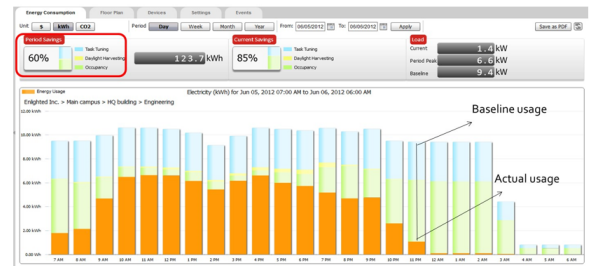 Energy Consumption Floor Plan Devices Settings Events
Unit $ kWh CO2 Period Day Week Month Year From: 06/05/2012 To: 06/06/2012 Apply Save as PDF
Period Savings
60%
Task Tuning
Daylight Harvesting
Occupancy
123.7 kWh
Current Savings
85%
Task Tuning
Daylight Harvesting
Occupancy
Load
Current 1.4 kW
Period Peak 6.6 kW
Baseline 9.4 kW
Energy Usage
Electricity (kWh) for Jun 05, 2012 07:00 AM to Jun 06, 2012 06:00 AM
Enlighted Inc. > Main campus > HQ building > Engineering
12.00 kWh
10.00 kWh
8.00 kWh
6.00 kWh
4.00 kWh
2.00 kWh
0.00 kWh
Baseline usage
Actual usage
7 AM 8 AM 9 AM 10 AM 11 AM 12 PM 1 PM 2 PM 3 PM 4 PM 5 PM 6 PM 7 PM 8 PM 9 PM 10 PM 11 PM 12 AM 1 AM 2 AM 3 AM 4 AM 5 AM 6 AM